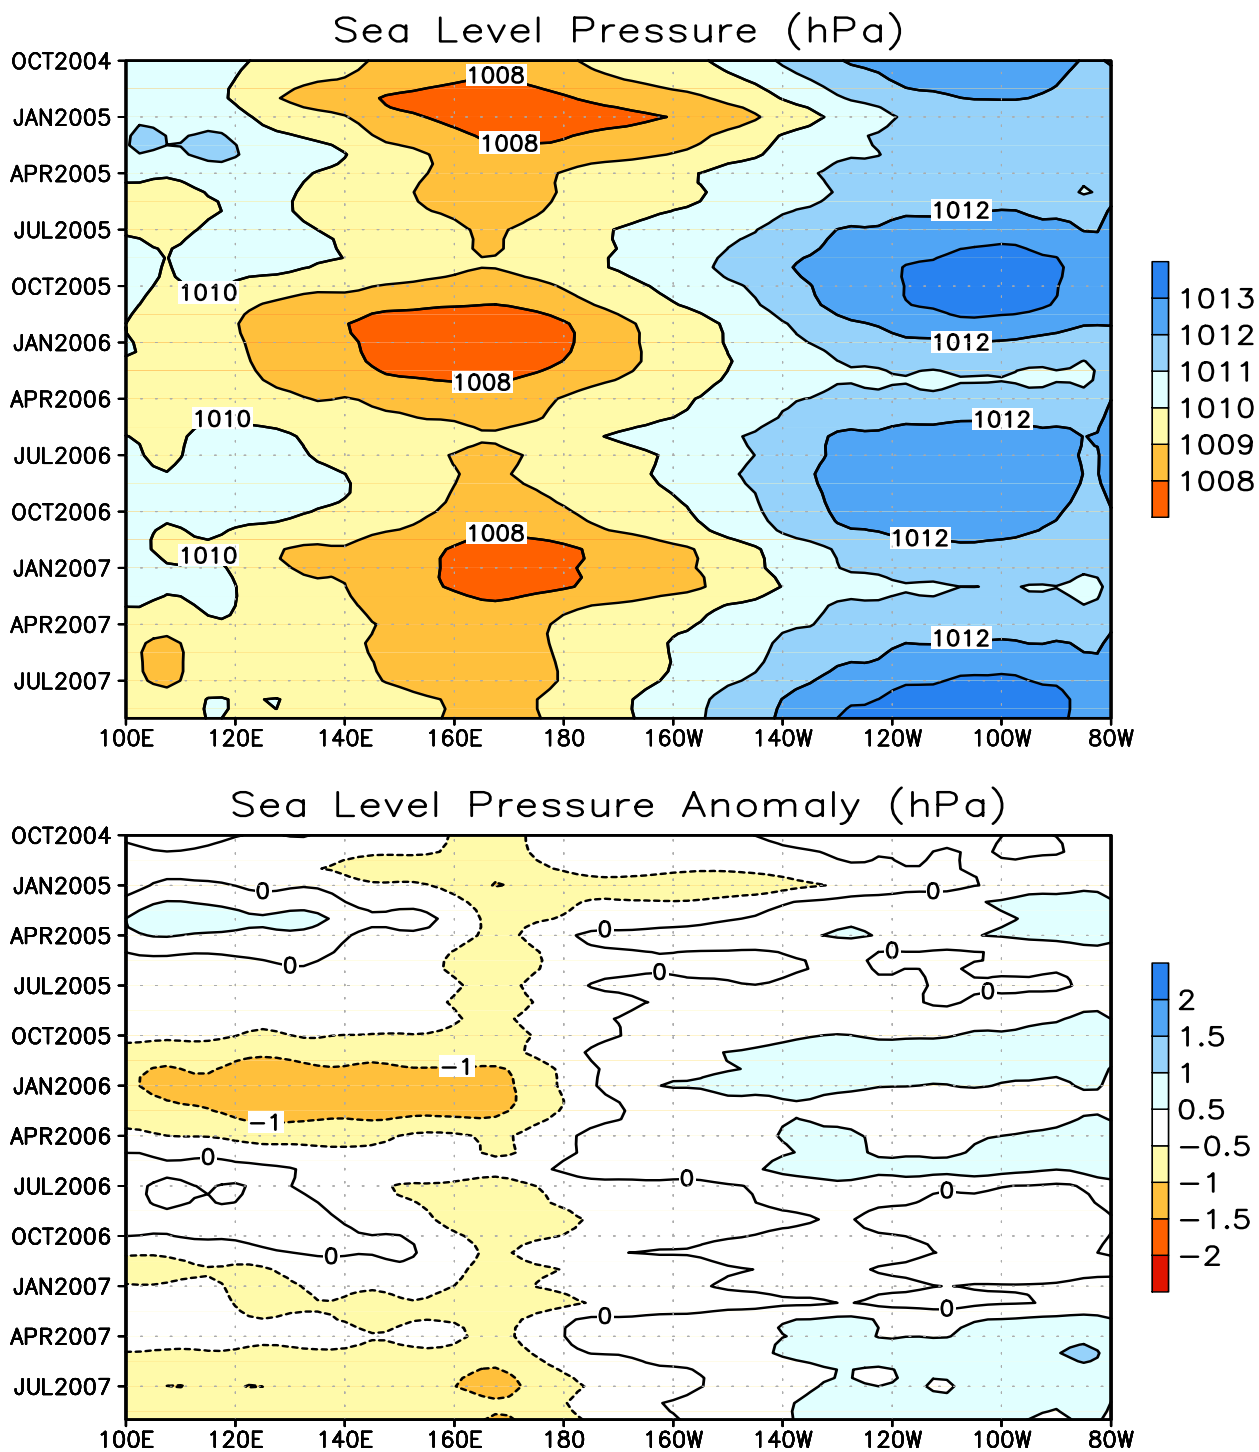 Sea Level Pressure (hPa)
OCT2004
1008
JAN2005
1008
APR2005
1012
JUL2005
OCT2005
1010
1013
1012
JAN2006
1012
1011
1008
1010
APR2006
1010
1012
1009
JUL2006
1008
OCT2006
1008
1012
1010
JAN2007
APR2007
1012
JUL2007
100E 120E 140E 160E 180 160W 140W 120W 100W 80W
Sea Level Pressure Anomaly (hPa)
OCT2004
JAN2005
0
0
APR2005
0
0
0
0
JUL2005
0
2
OCT2005
1.5
-1
1
JAN2006
0.5
-1
APR2006
-0.5
0
0
-1
JUL2006
0
-1.5
OCT2006
0
-2
JAN2007
0
0
APR2007
JUL2007
100E 120E 140E 160E 180 160W 140W 120W 100W 80W